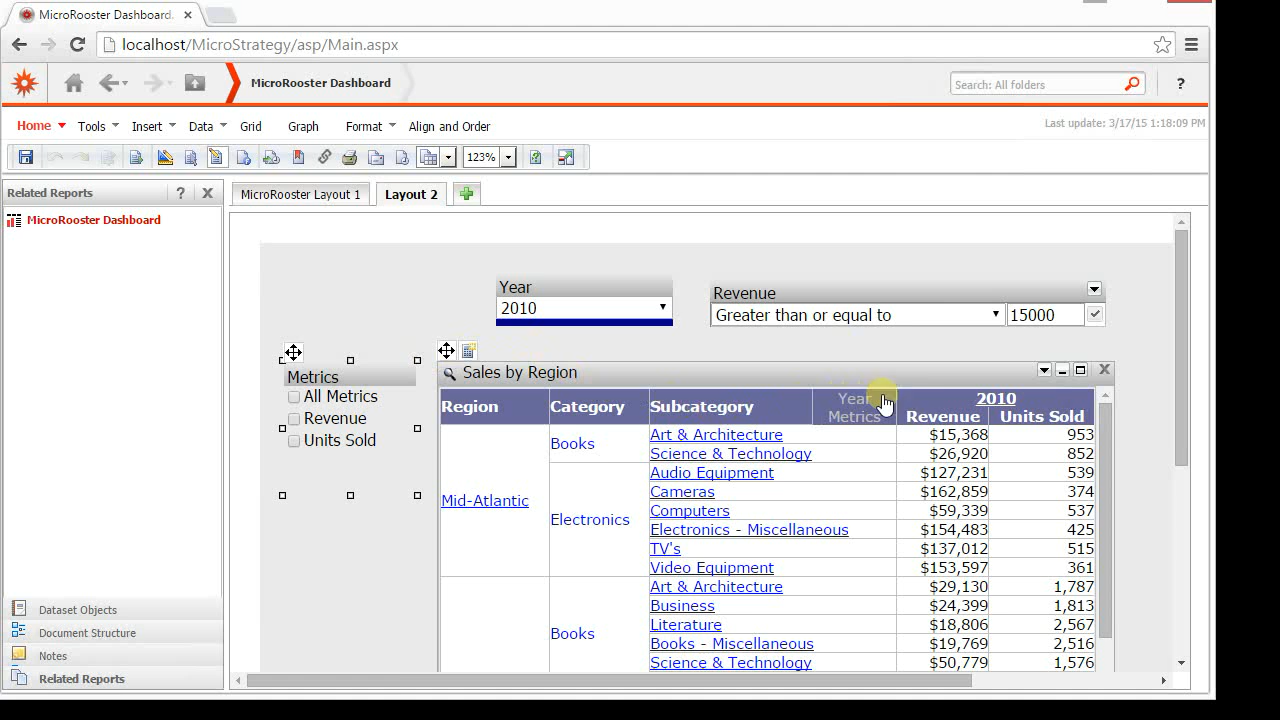 MicroRooster Dashboard.
localhost/MicroStrategy/asp/Main.aspx
MicroRooster Dashboard
Search: All folders
?
Home Tools Insert Data Grid Graph Format Align and Order
Last update: 3/17/15 1:18:09 PM
123%
Related Reports ?
MicroRooster Layout 1 Layout 2
MicroRooster Dashboard
Year
2010
Revenue
Greater than or equal to 15000
Metrics
All Metrics
Revenue
Units Sold
Sales by Region
Region Category Subcategory Year Metrics 2010 Revenue Units Sold
Mid-Atlantic Books Art & Architecture $15,368 953
Science & Technology $26,920 852
Electronics Audio Equipment $127,231 539
Cameras $162,859 374
Computers $59,339 537
Electronics - Miscellaneous $154,483 425
TV's $137,012 515
Video Equipment $153,597 361
Books Art & Architecture $29,130 1,787
Business $24,399 1,813
Literature $18,806 2,567
Books - Miscellaneous $19,769 2,516
Science & Technology $50,779 1,576
Dataset Objects
Document Structure
Notes
Related Reports